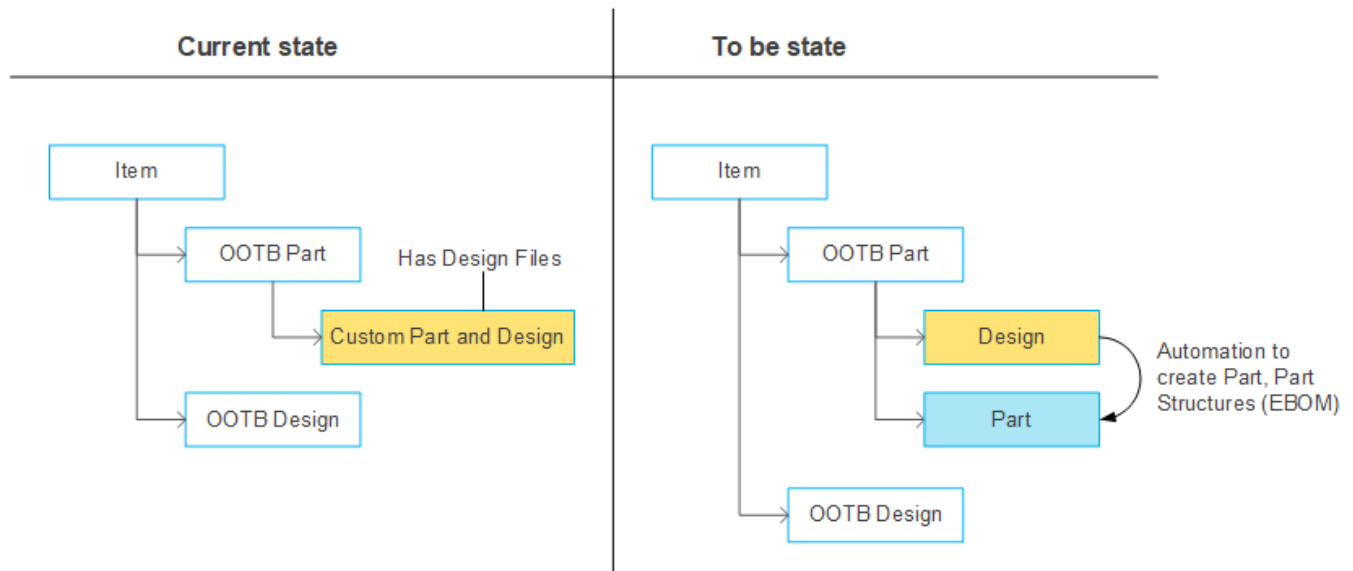 Current state
To be state
Item
OOTB Part
Has Design Files
Custom Part and Design
OOTB Design
Item
OOTB Part
Design
Automation to
create Part, Part
Structures (EBOM)
Part
OOTB Design